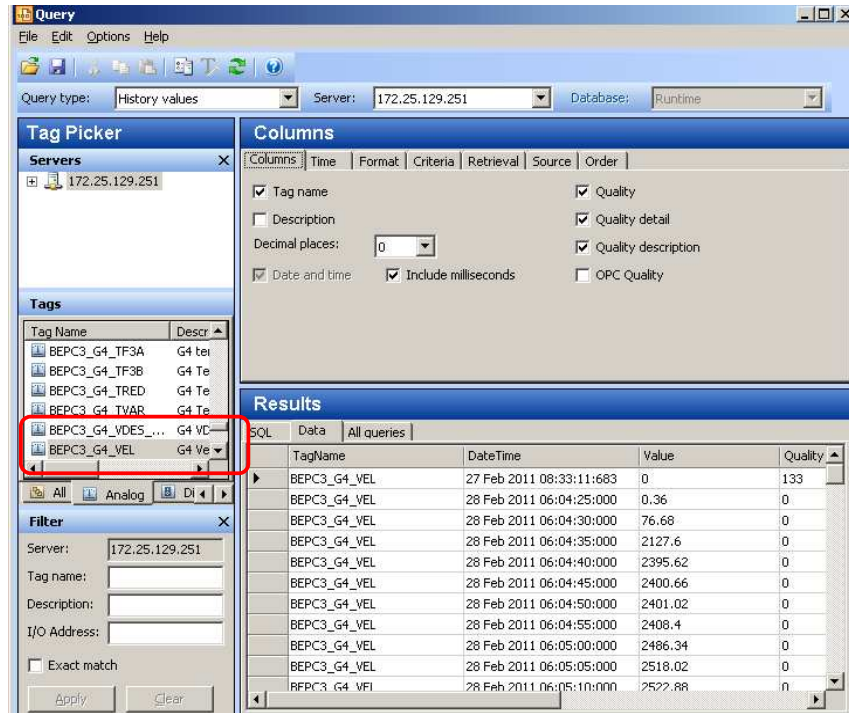 Query
File Edit Options Help
Query type: History values Server: 172.25.129.251 Database: Runtime
Tag Picker
Servers X
172.25.129.251
Tags
Tag Name Descr
BEPC3_G4_TF3A G4 ter
BEPC3_G4_TF3B G4 Te
BEPC3_G4_TRED G4 Te
BEPC3_G4_TVAR G4 Te
BEPC3_G4_VDES_... G4 VD
BEPC3_G4_VEL G4 Ve
All Analog Di
Filter X
Server: 172.25.129.251
Tag name:
Description:
I/O Address:
Exact match
Apply Clear
Columns
Columns Time Format Criteria Retrieval Source Order
Tag name Quality
Description Quality detail
Decimal places: 0 Quality description
Date and time Include milliseconds OPC Quality
Results
SQL Data All queries
TagName DateTime Value Quality
BEPC3_G4_VEL 27 Feb 2011 08:33:11:683 0 133
BEPC3_G4_VEL 28 Feb 2011 06:04:25:000 0.36 0
BEPC3_G4_VEL 28 Feb 2011 06:04:30:000 76.68 0
BEPC3_G4_VEL 28 Feb 2011 06:04:35:000 2127.6 0
BEPC3_G4_VEL 28 Feb 2011 06:04:40:000 2395.62 0
BEPC3_G4_VEL 28 Feb 2011 06:04:45:000 2400.66 0
BEPC3_G4_VEL 28 Feb 2011 06:04:50:000 2401.02 0
BEPC3_G4_VEL 28 Feb 2011 06:04:55:000 2408.4 0
BEPC3_G4_VEL 28 Feb 2011 06:05:00:000 2486.34 0
BEPC3_G4_VEL 28 Feb 2011 06:05:05:000 2518.02 0
BEPC3_G4_VEL 28 Feb 2011 06:05:10:000 2522.88 0